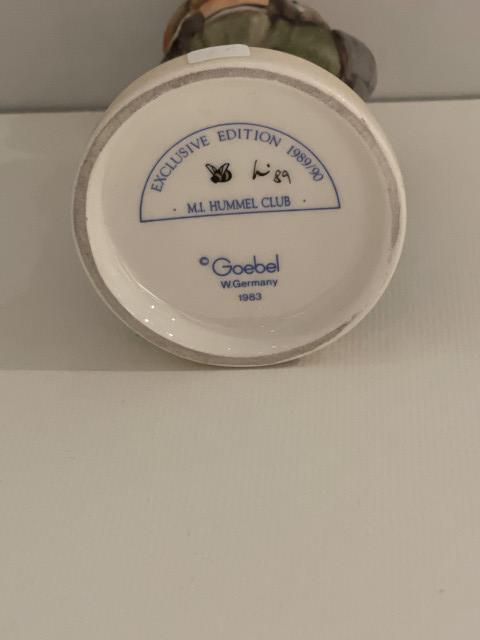 EXCLUSIVE EDITION 1989/90
89
· M.I. HUMMEL CLUB ·
© Goebel
W.Germany
1983